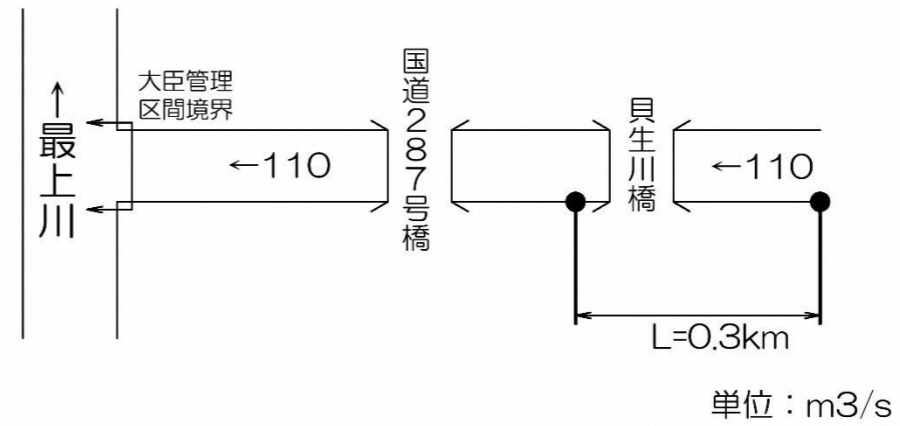 大臣管理
区間境界
↑
最上川
←110
国道287号橋
貝生川橋
←110
L=0.3km
単位：m3/s